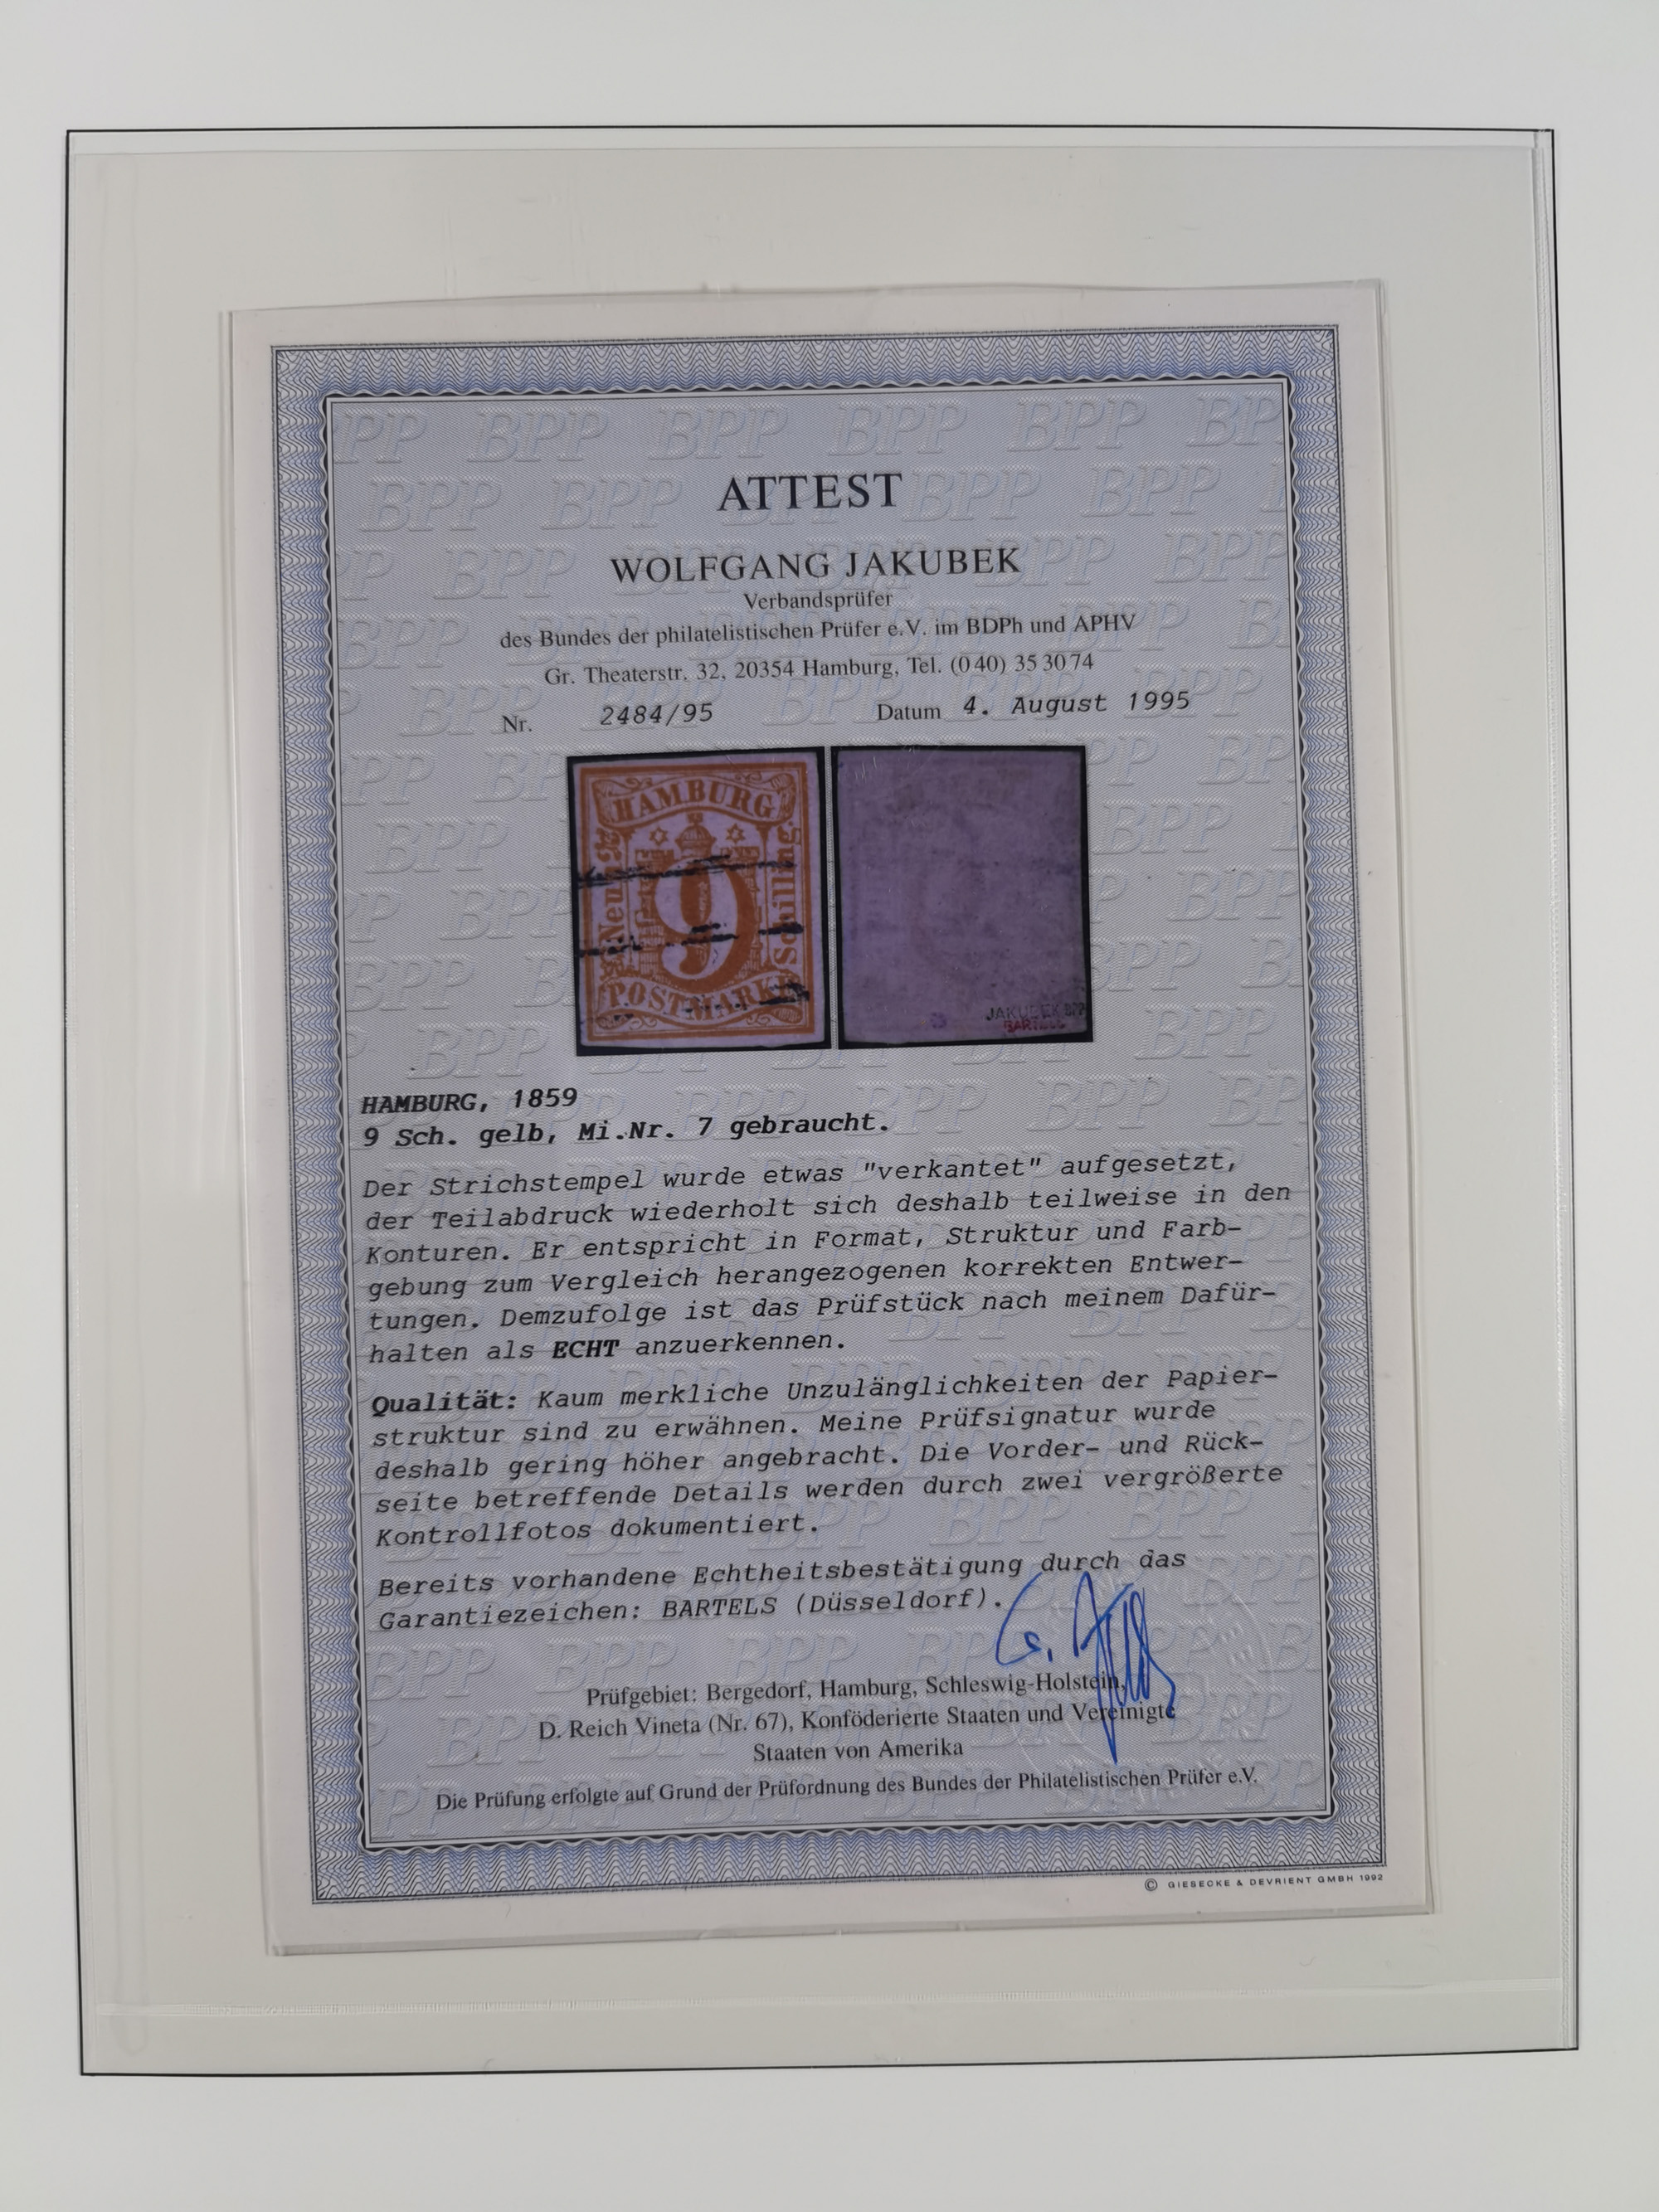 ATTEST
WOLFGANG JAKUBEK
Verbandsprüfer
des Bundes der philatelistischen Prüfer e.V. im BDPh und APHV
Gr. Theaterstr. 32, 20354 Hamburg, Tel. (040) 353074
Nr. 2484/95 Datum 4. August 1995
HAMBURG
Neun
9
Schilling
POSTMARKE
JAKUBEK BPP
BARTELS
HAMBURG, 1859
9 Sch. gelb, Mi.Nr. 7 gebraucht.
Der Strichstempel wurde etwas "verkantet" aufgesetzt,
der Teilabdruck wiederholt sich deshalb teilweise in den
Konturen. Er entspricht in Format, Struktur und Farb-
gebung zum Vergleich herangezogenen korrekten Entwer-
tungen. Demzufolge ist das Prüfstück nach meinem Dafür-
halten als ECHT anzuerkennen.
Qualität: Kaum merkliche Unzulänglichkeiten der Papier-
struktur sind zu erwähnen. Meine Prüfsignatur wurde
deshalb gering höher angebracht. Die Vorder- und Rück-
seite betreffende Details werden durch zwei vergrößerte
Kontrollfotos dokumentiert.
Bereits vorhandene Echtheitsbestätigung durch das
Garantiezeichen: BARTELS (Düsseldorf).
Prüfgebiet: Bergedorf, Hamburg, Schleswig-Holstein,
D. Reich Vineta (Nr. 67), Konföderierte Staaten und Vereinigte
Staaten von Amerika
Die Prüfung erfolgte auf Grund der Prüfordnung des Bundes der Philatelistischen Prüfer e.V.
© GIESECKE & DEVRIENT GMBH 1992